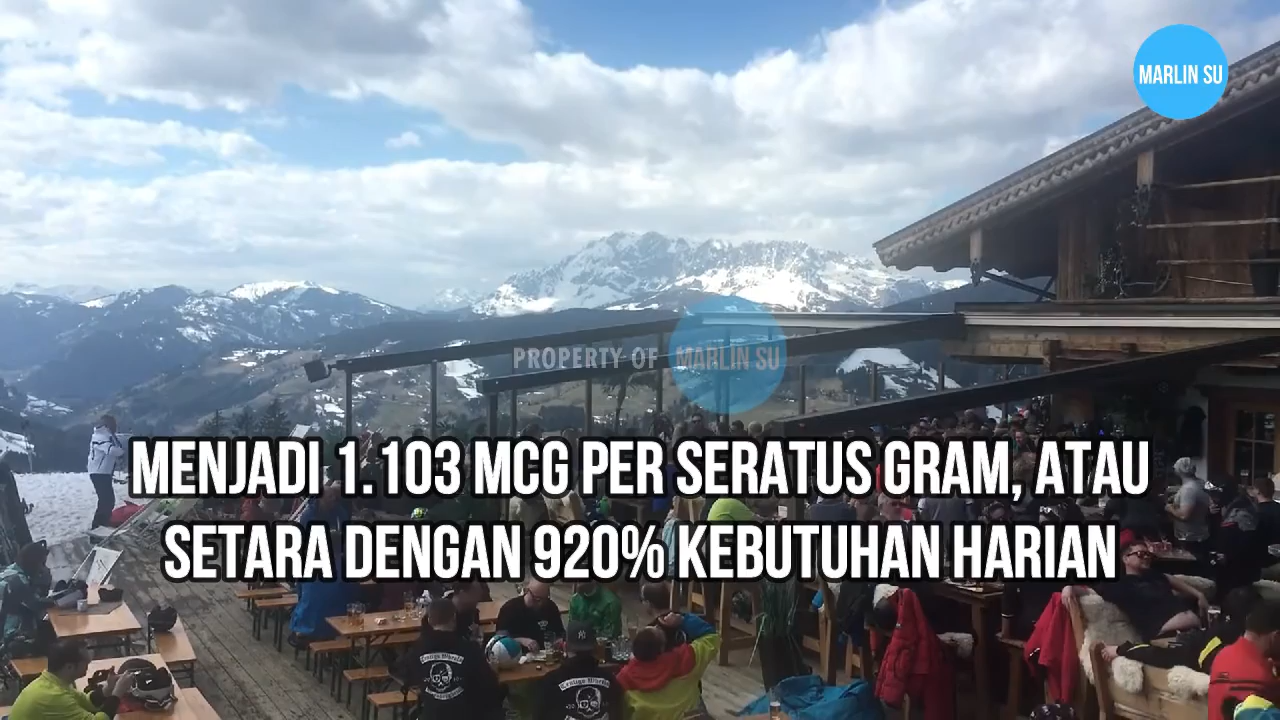 MARLIN SU
PROPERTY OF MARLIN SU
MENJADI 1.103 MCG PER SERATUS GRAM, ATAU
SETARA DENGAN 920% KEBUTUHAN HARIAN